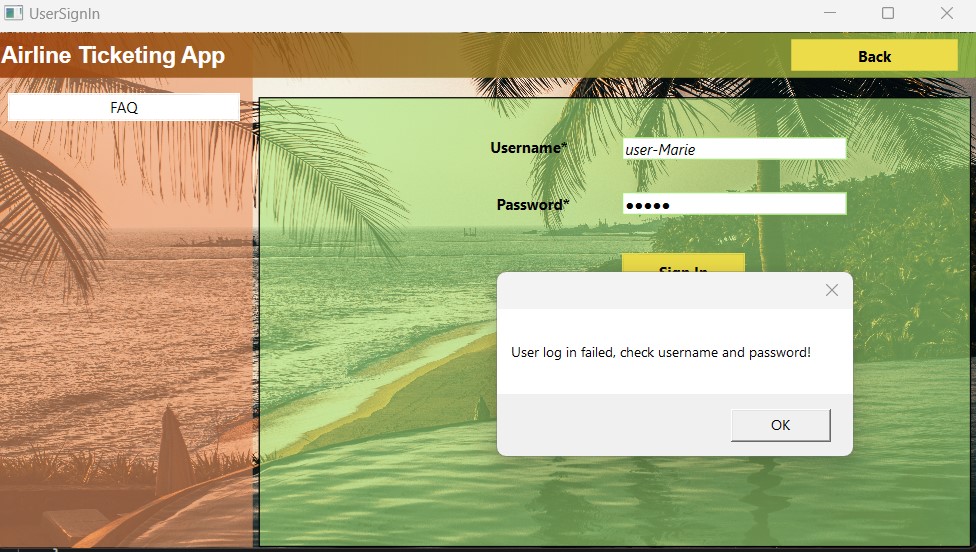 UserSignIn
Airline Ticketing App
Back
FAQ
Username*
user-Marie
Password*
●●●●●
Sign In
User log in failed, check username and password!
OK